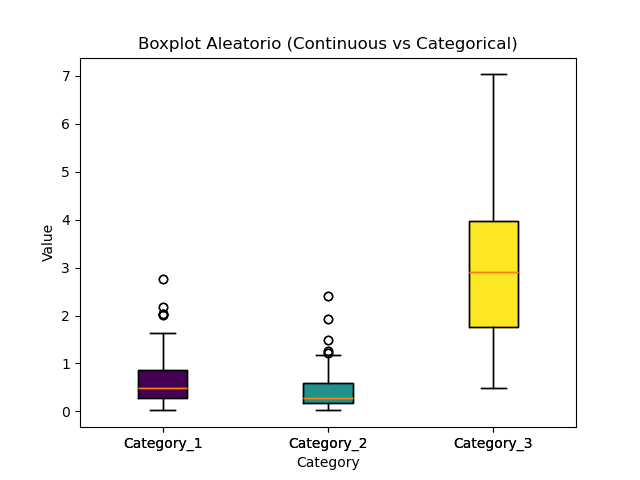 Boxplot Aleatorio (Continuous vs Categorical)
7
6
5
4
3
2
1
0
Value
Category_1 Category_2 Category_3
Category